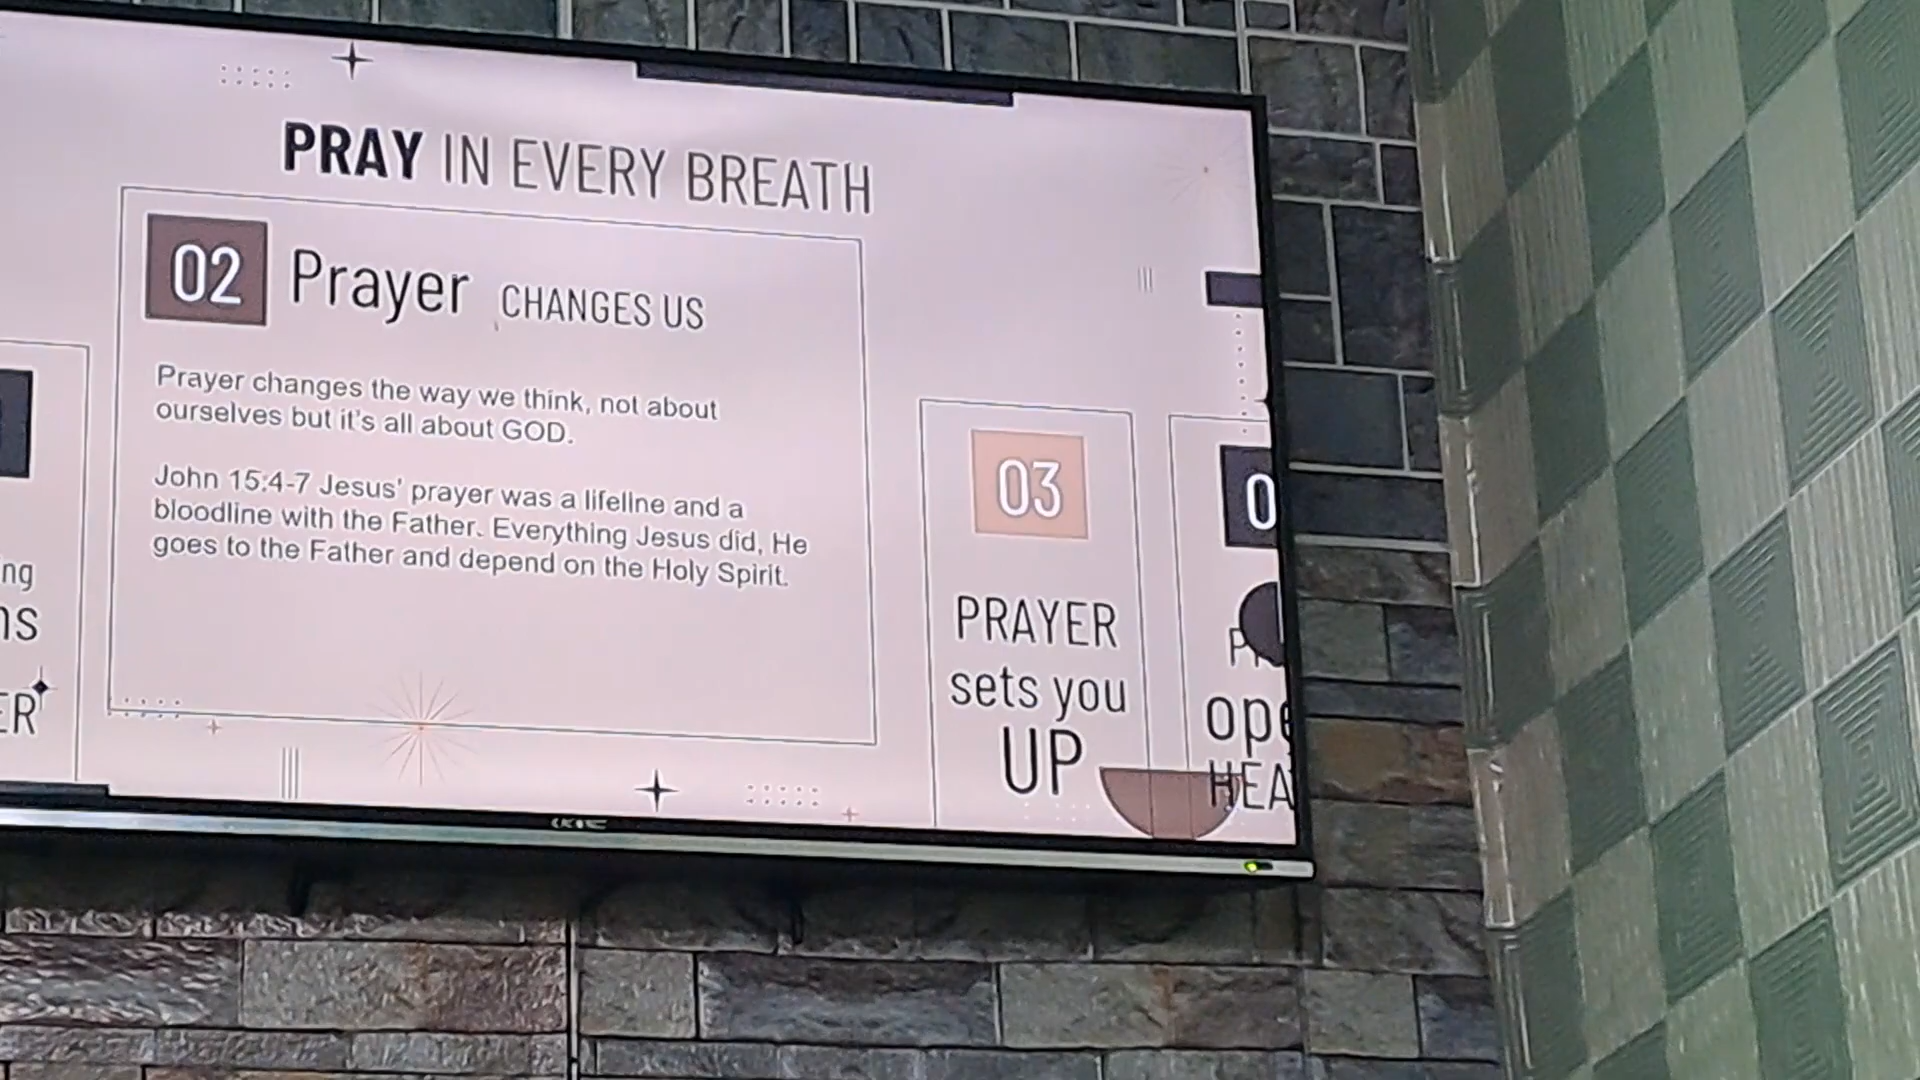 PRAY IN EVERY BREATH
02 Prayer CHANGES US
Prayer changes the way we think, not about
ourselves but it's all about GOD.
John 15:4-7 Jesus' prayer was a lifeline and a
bloodline with the Father. Everything Jesus did, He
goes to the Father and depend on the Holy Spirit.
03
PRAYER
sets you
UP